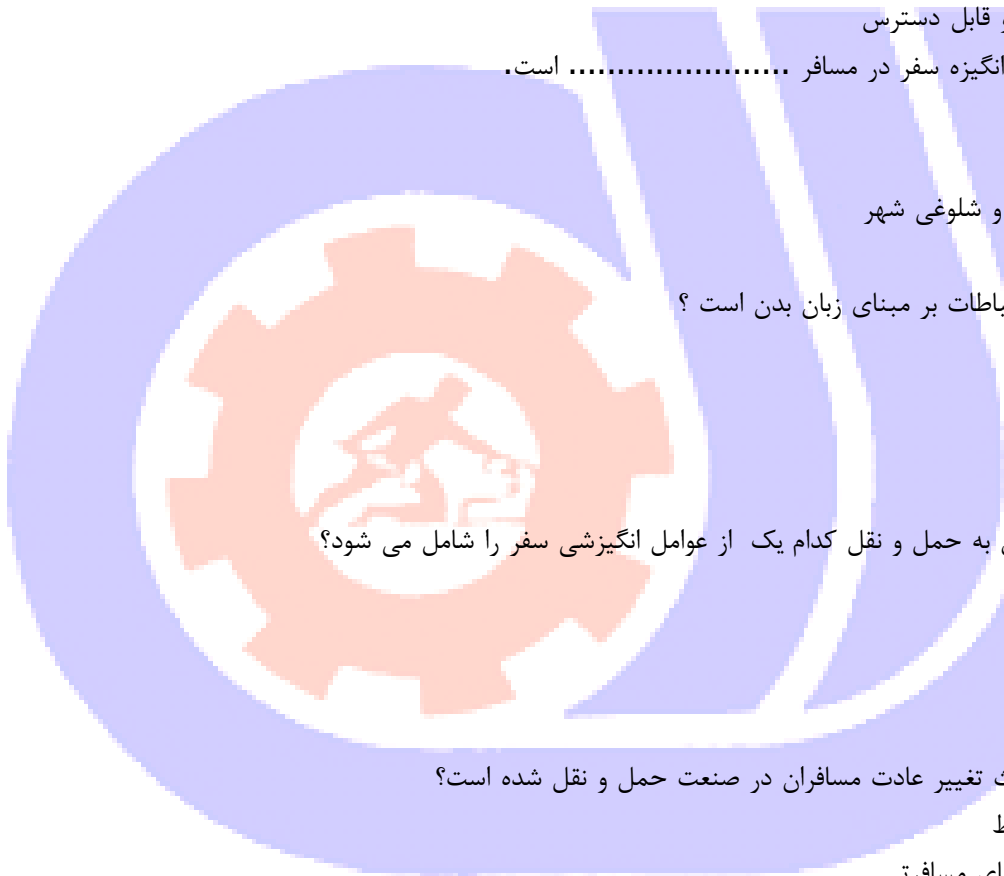 و قابل دسترس
انگیزه سفر در مسافر ....................... است.
و شلوغی شهر
باطات بر مبنای زبان بدن است ؟
به حمل و نقل کدام یک از عوامل انگیزشی سفر را شامل می شود؟
تغییر عادت مسافران در صنعت حمل و نقل شده است؟